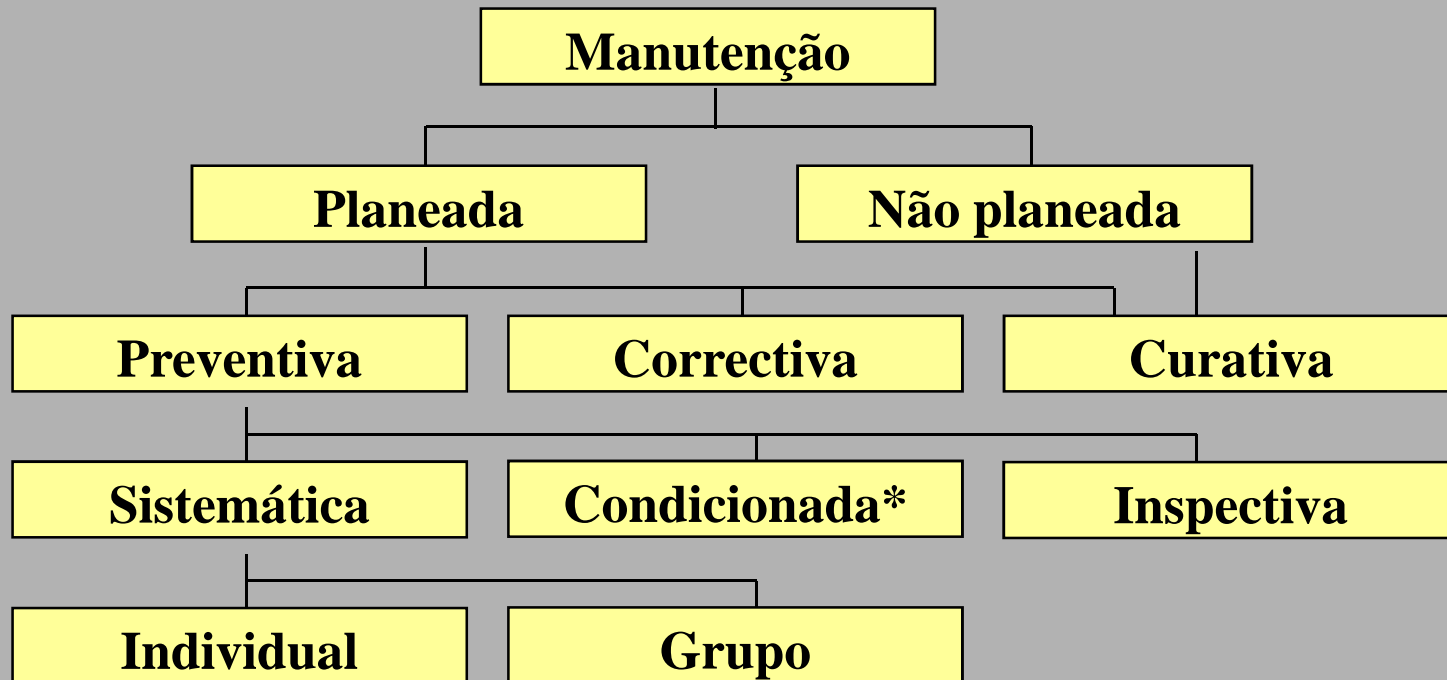 Manutenção
Planeada
Não planeada
Preventiva
Correctiva
Curativa
Sistemática
Condicionada*
Inspectiva
Individual
Grupo